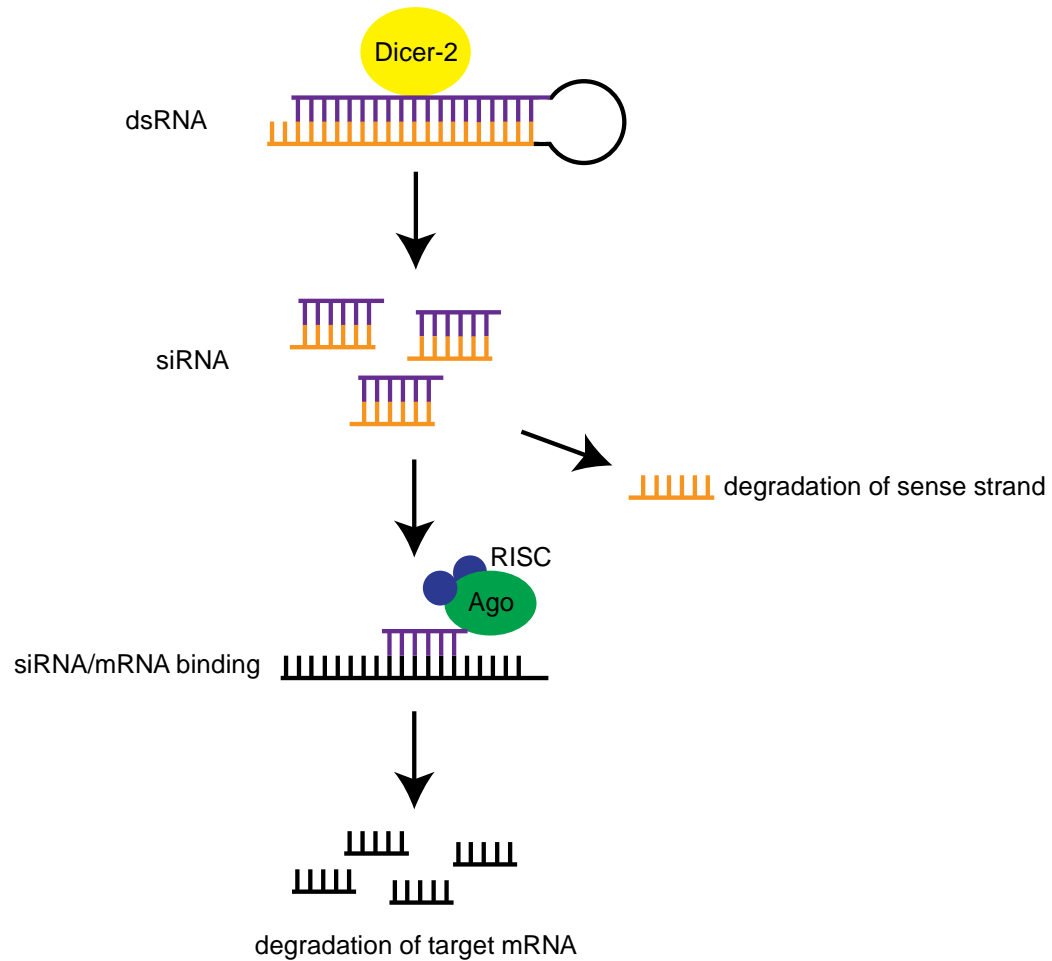 Dicer-2
dsRNA
siRNA
degradation of sense strand
RISC
Ago
siRNA/mRNA binding
degradation of target mRNA